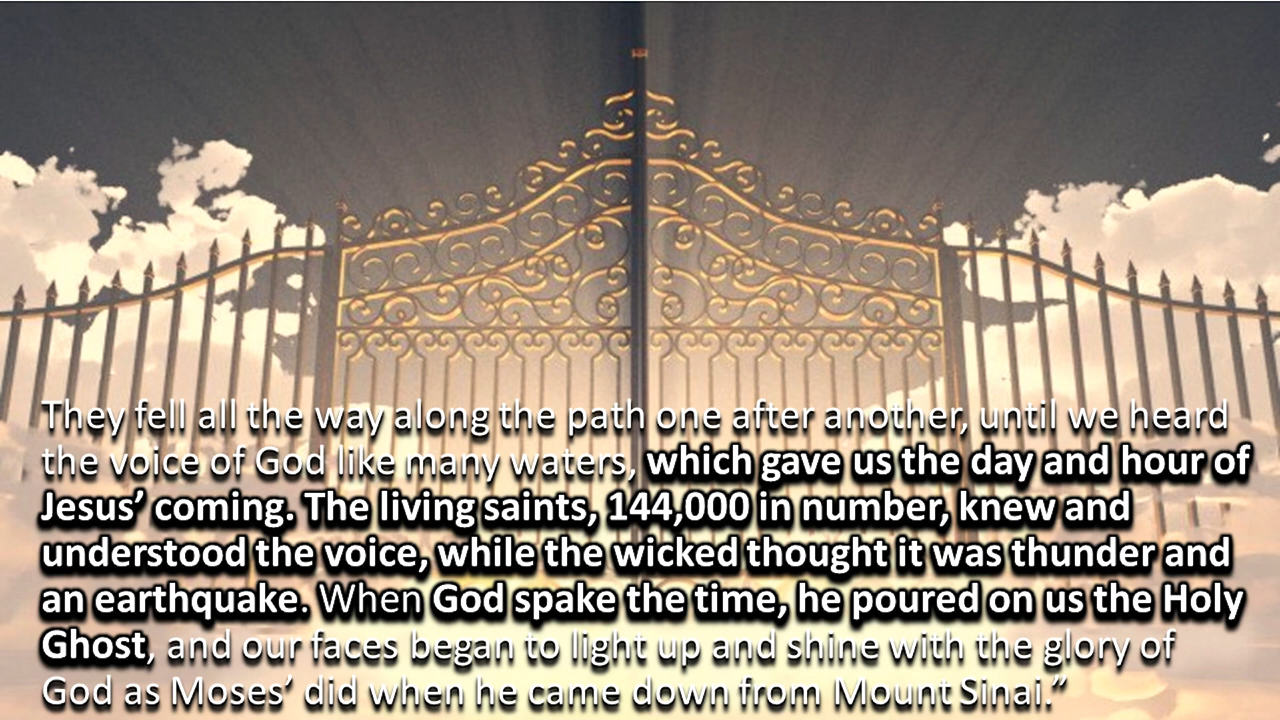 They fell all the way along the path one after another, until we heard
the voice of God like many waters, which gave us the day and hour of
Jesus’ coming. The living saints, 144,000 in number, knew and
understood the voice, while the wicked thought it was thunder and
an earthquake. When God spake the time, he poured on us the Holy
Ghost, and our faces began to light up and shine with the glory of
God as Moses’ did when he came down from Mount Sinai.”